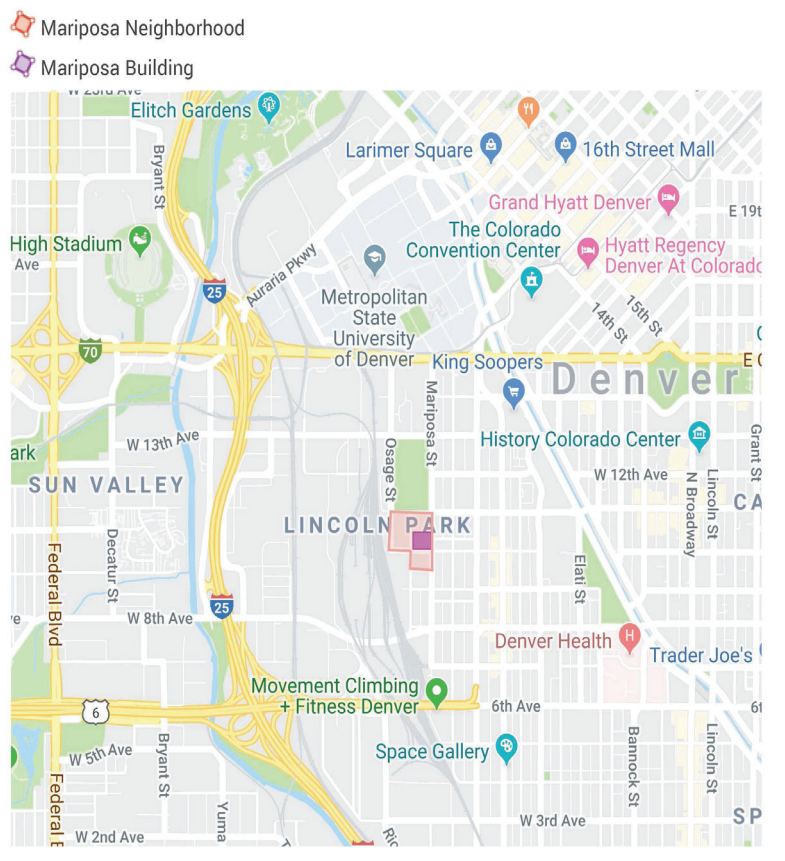 Mariposa Neighborhood
Mariposa Building
W 23rd Ave
Elitch Gardens
Larimer Square
16th Street Mall
Bryant St
Grand Hyatt Denver
E 19t
The Colorado
Convention Center
High Stadium
Hyatt Regency
Denver At Colorado
Ave
Auraria Pkwy
25
Metropolitan
State
University
of Denver
15th St
14th St
70
King Soopers
E C
Denver
Mariposa St
History Colorado Center
Grant St
W 13th Ave
ark
Osage St
W 12th Ave
SUN VALLEY
N Broadway
Lincoln St
CA
LINCOLN PARK
Federal Blvd
Decatur St
Elati St
25
W 8th Ave
Denver Health
Trader Joe's
Movement Climbing
+ Fitness Denver
6
6th Ave
6t
Space Gallery
W 5th Ave
Bryant St
Bannock St
Lincoln St
Federal B
Yuma
W 3rd Ave
SP
W 2nd Ave
Ric